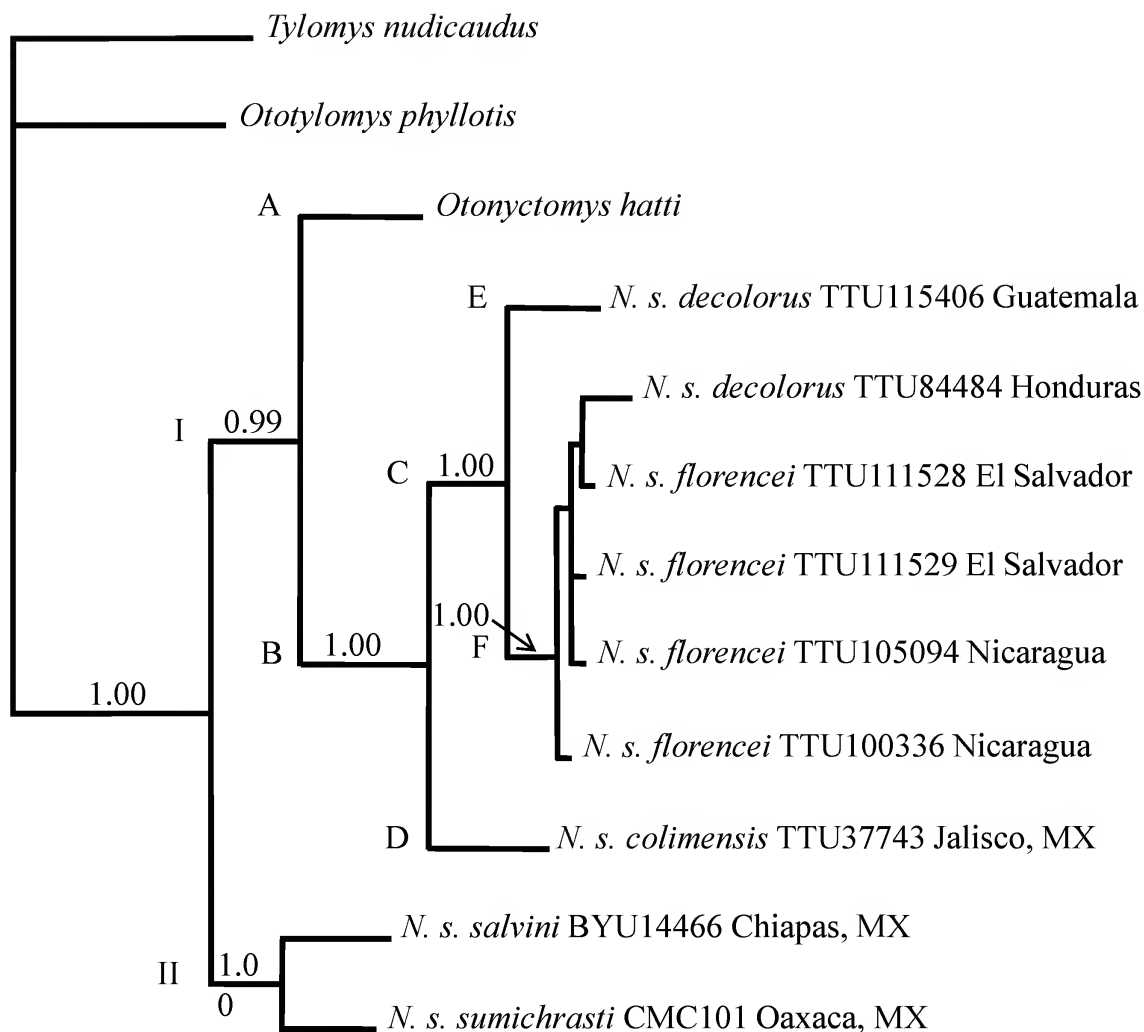 Tylomys nudicaudus
Ototylomys phyllotis
A
Otonyctomys hatti
E
N. s. decolorus TTU115406 Guatemala
N. s. decolorus TTU84484 Honduras
I
0.99
C
1.00
N. s. florencei TTU111528 El Salvador
N. s. florencei TTU111529 El Salvador
1.00
B
1.00
F
N. s. florencei TTU105094 Nicaragua
1.00
N. s. florencei TTU100336 Nicaragua
D
N. s. colimensis TTU37743 Jalisco, MX
N. s. salvini BYU14466 Chiapas, MX
II
1.0
0
N. s. sumichrasti CMC101 Oaxaca, MX